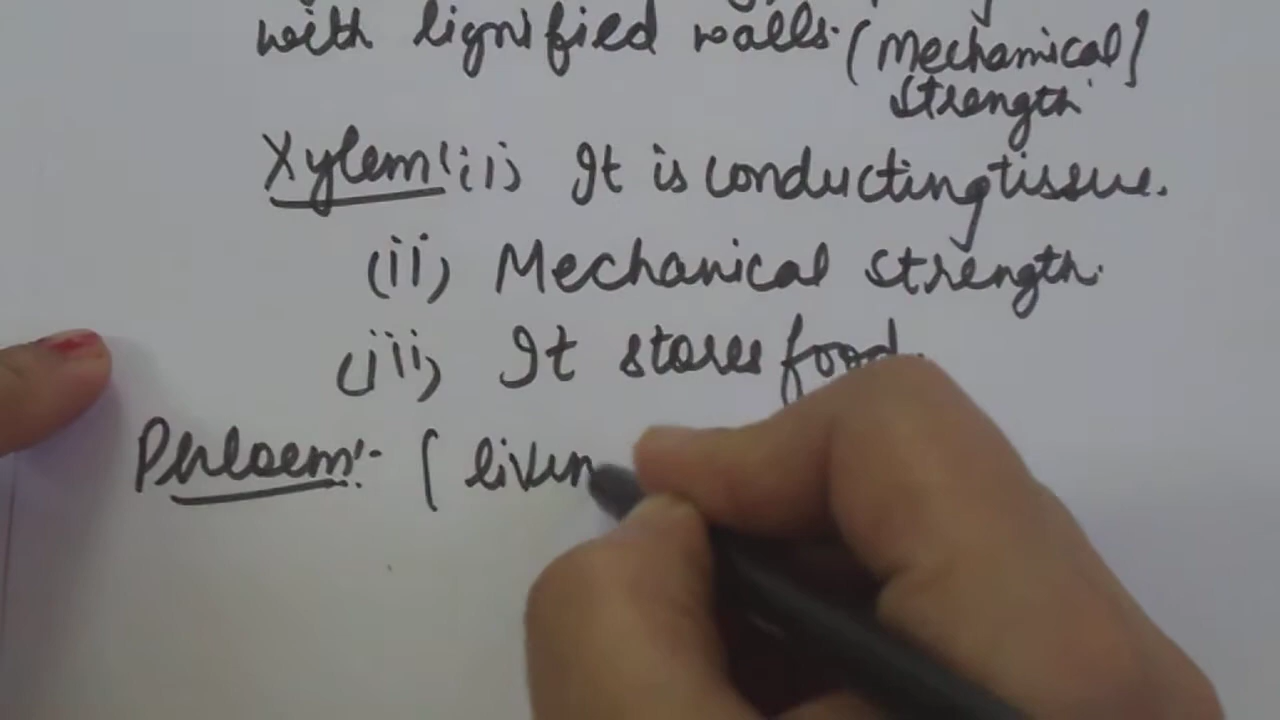 with lignified walls. (Mechanical)
strength
Xylem:(i) It is conducting tissue.
(ii) Mechanical strength.
(iii) It stores food.
Phloem:- (livin